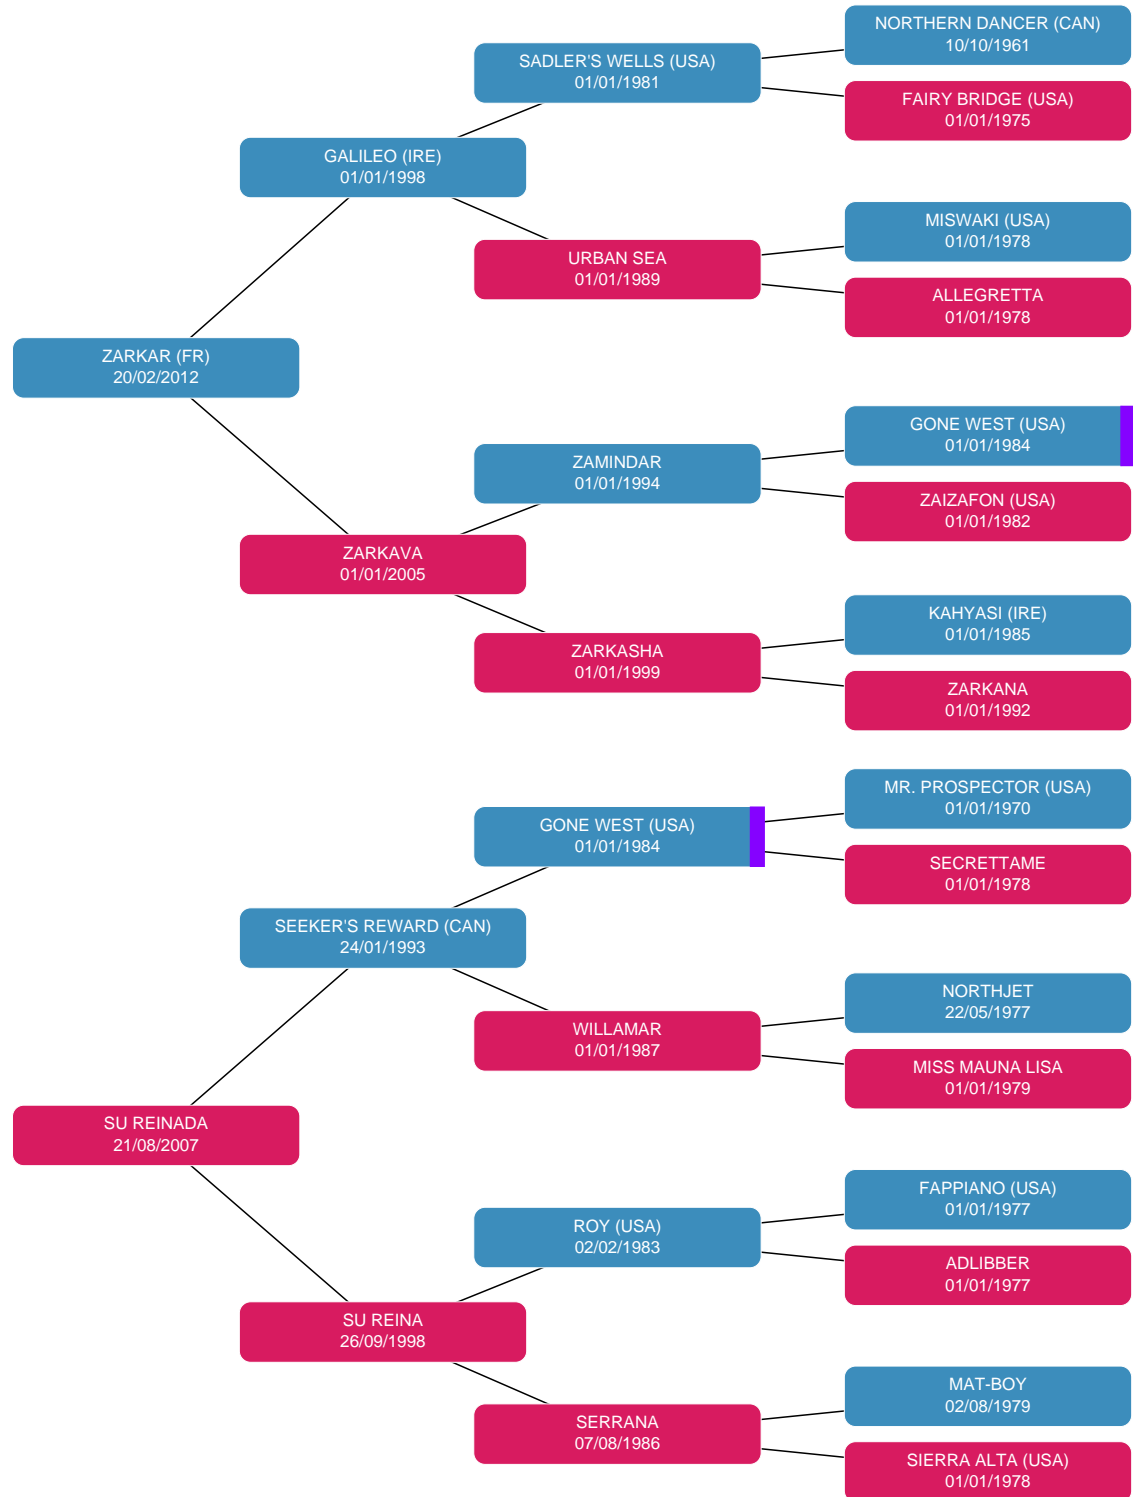 NORTHERN DANCER (CAN)
10/10/1961
SADLER'S WELLS (USA)
01/01/1981
FAIRY BRIDGE (USA)
01/01/1975
GALILEO (IRE)
01/01/1998
MISWAKI (USA)
01/01/1978
URBAN SEA
01/01/1989
ALLEGRETTA
01/01/1978
ZARKAR (FR)
20/02/2012
GONE WEST (USA)
01/01/1984
ZAMINDAR
01/01/1994
ZAIZAFON (USA)
01/01/1982
ZARKAVA
01/01/2005
KAHYASI (IRE)
01/01/1985
ZARKASHA
01/01/1999
ZARKANA
01/01/1992
MR. PROSPECTOR (USA)
01/01/1970
GONE WEST (USA)
01/01/1984
SECRETTAME
01/01/1978
SEEKER'S REWARD (CAN)
24/01/1993
NORTHJET
22/05/1977
WILLAMAR
01/01/1987
MISS MAUNA LISA
01/01/1979
SU REINADA
21/08/2007
FAPPIANO (USA)
01/01/1977
ROY (USA)
02/02/1983
ADLIBBER
01/01/1977
SU REINA
26/09/1998
MAT-BOY
02/08/1979
SERRANA
07/08/1986
SIERRA ALTA (USA)
01/01/1978